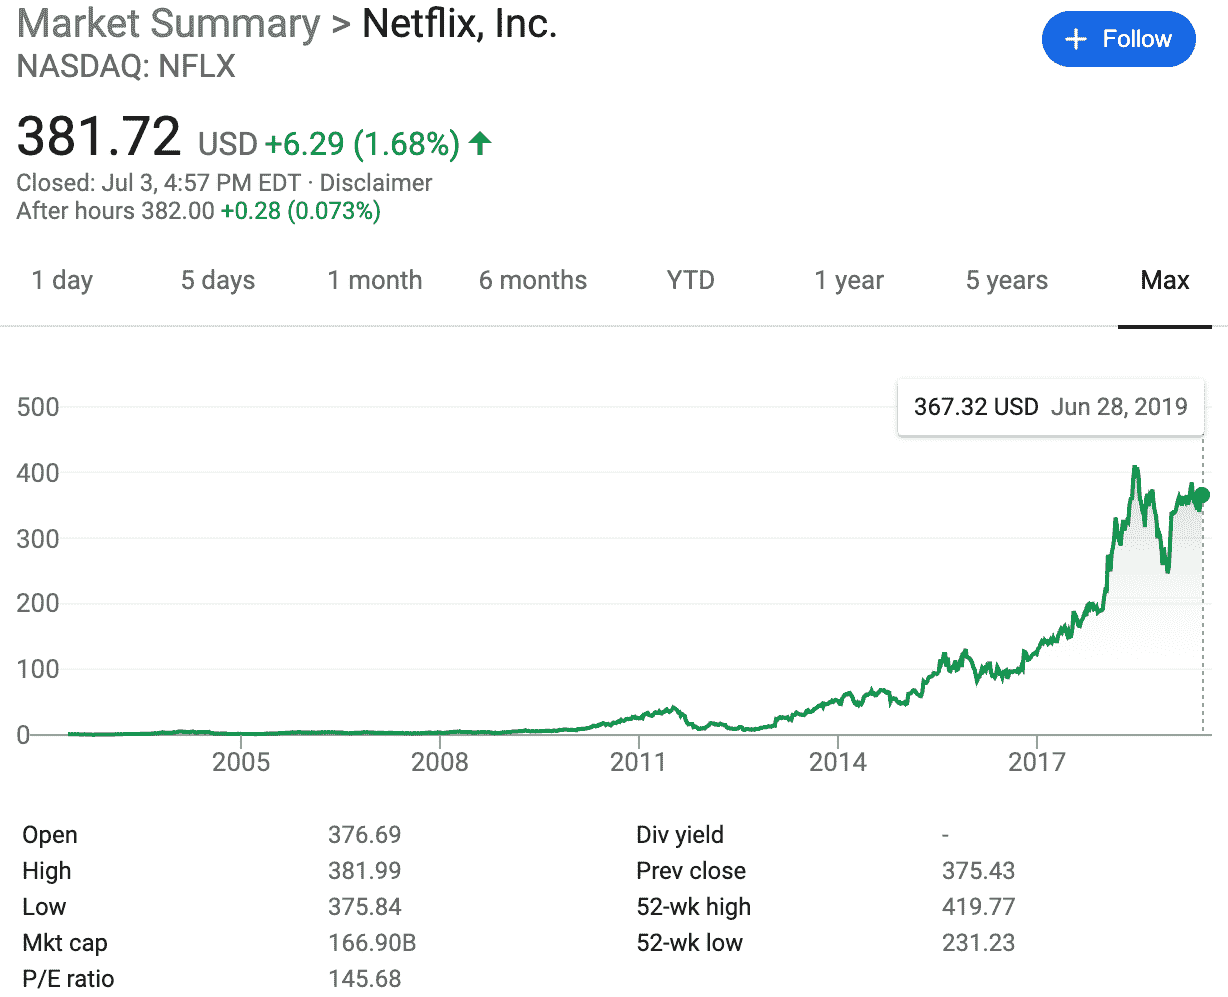 Market Summary > Netflix, Inc.
+ Follow
NASDAQ: NFLX
381.72 USD +6.29 (1.68%)
Closed: Jul 3, 4:57 PM EDT · Disclaimer
After hours 382.00 +0.28 (0.073%)
1 day 5 days 1 month 6 months YTD 1 year 5 years Max
367.32 USD Jun 28, 2019
500
400
300
200
100
0
2005 2008 2011 2014 2017
Open 376.69 Div yield -
High 381.99 Prev close 375.43
Low 375.84 52-wk high 419.77
Mkt cap 166.90B 52-wk low 231.23
P/E ratio 145.68